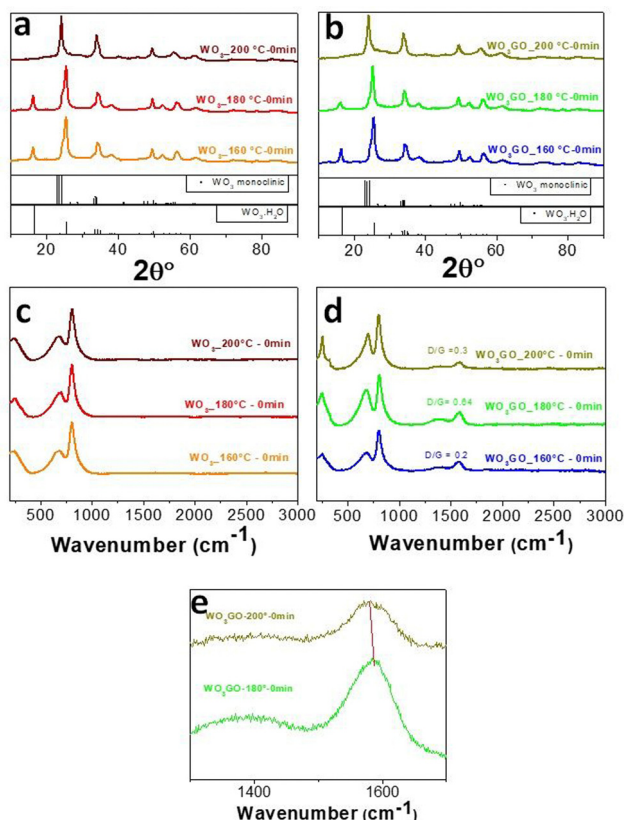 a
WO₃_200 °C-0min
WO₃_180 °C-0min
WO₃_160 °C-0min
• WO₃ monoclinic
WO₃.H₂O
20 40 60 80
2θ°
b
WO₃GO_200 °C-0min
WO₃GO_180 °C-0min
WO₃GO_160 °C-0min
• WO₃ monoclinic
• WO₃.H₂O
20 40 60 80
2θ°
c
WO₃_200°C - 0min
WO₃_180°C - 0min
WO₃_160°C - 0min
500 1000 1500 2000 2500 3000
Wavenumber (cm⁻¹)
d
D/G =0.3
WO₃GO_200°C - 0min
D/G= 0.64
WO₃GO_180°C - 0min
D/G = 0.2
WO₃GO_160°C - 0min
500 1000 1500 2000 2500 3000
Wavenumber (cm⁻¹)
e
WO₃GO-200°-0min
WO₃GO-180°-0min
1400 1600
Wavenumber (cm⁻¹)